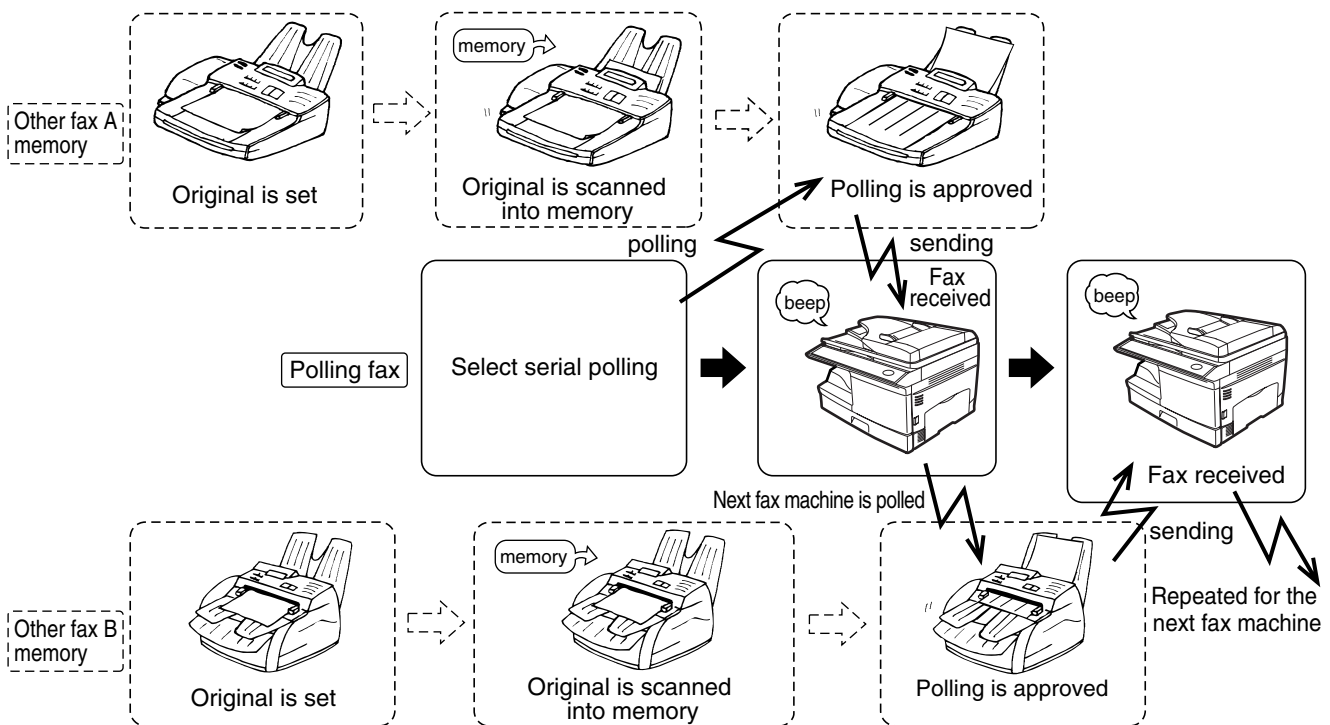 memory
Other fax A
memory
Original is set
Original is scanned
into memory
Polling is approved
polling
sending
Fax
received
beep
beep
Polling fax
Select serial polling
Fax received
Next fax machine is polled
sending
memory
Repeated for the
next fax machine
Other fax B
memory
Original is set
Original is scanned
into memory
Polling is approved